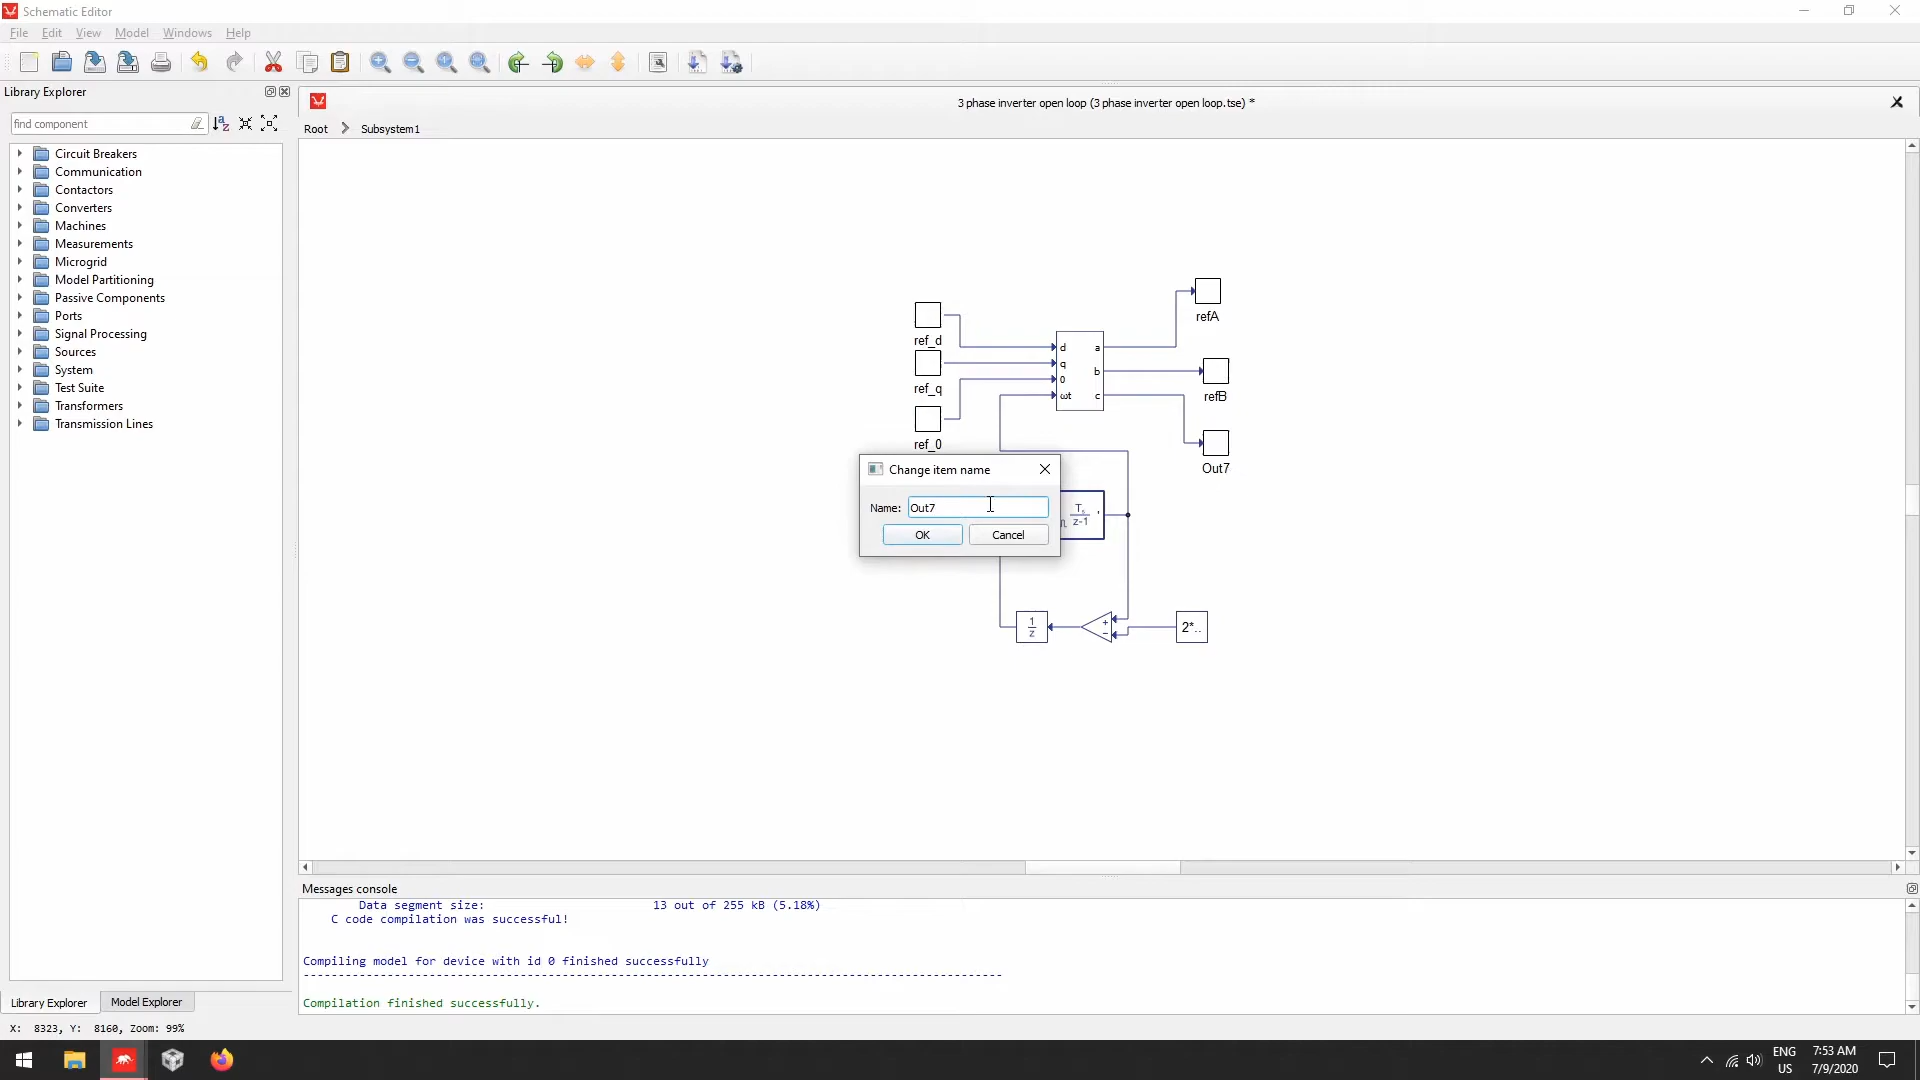 Schematic Editor
File Edit View Model Windows Help
Library Explorer
find component
3 phase inverter open loop (3 phase inverter open loop.tse) *
Root Subsystem1
Circuit Breakers
Communication
Contactors
Converters
Machines
Measurements
Microgrid
Model Partitioning
Passive Components
Ports
Signal Processing
Sources
System
Test Suite
Transformers
Transmission Lines
refA
ref_d
d a
q
b
0
ωt c
ref_q
refB
ref_0
Out7
Change item name
Name: Out7
OK Cancel
z-1
1
z
+
-
2*..
Messages console
Data segment size: 13 out of 255 kB (5.18%)
C code compilation was successful!
Compiling model for device with id 0 finished successfully
--------------------------------------------------------------------------------
Compilation finished successfully.
Library Explorer Model Explorer
X: 8323, Y: 8160, Zoom: 99%
ENG
US
7:53 AM
7/9/2020